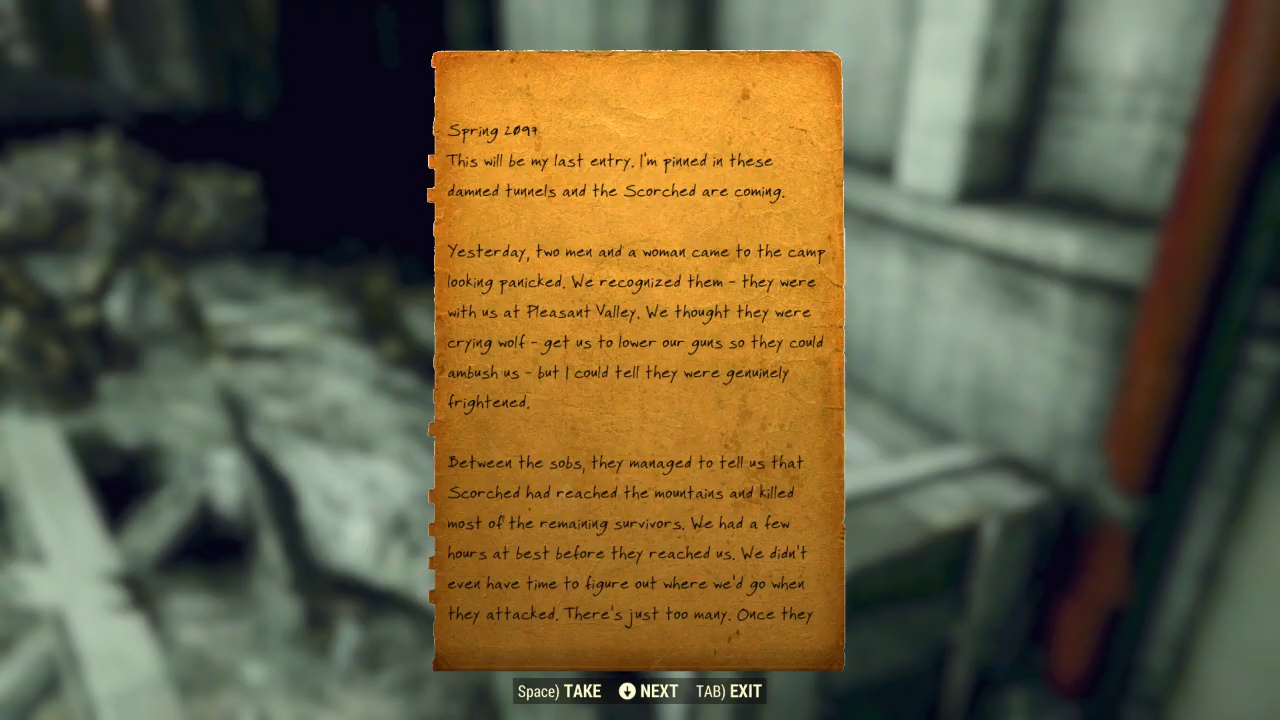 Spring 2097
This will be my last entry. I'm pinned in these
damned tunnels and the Scorched are coming.
Yesterday, two men and a woman came to the camp
looking panicked. We recognized them - they were
with us at Pleasant Valley. We thought they were
crying wolf - get us to lower our guns so they could
ambush us - but I could tell they were genuinely
frightened.
Between the sobs, they managed to tell us that
Scorched had reached the mountains and killed
most of the remaining survivors. We had a few
hours at best before they reached us. We didn't
even have time to figure out where we'd go when
they attacked. There's just too many. Once they
Space) TAKE NEXT TAB) EXIT